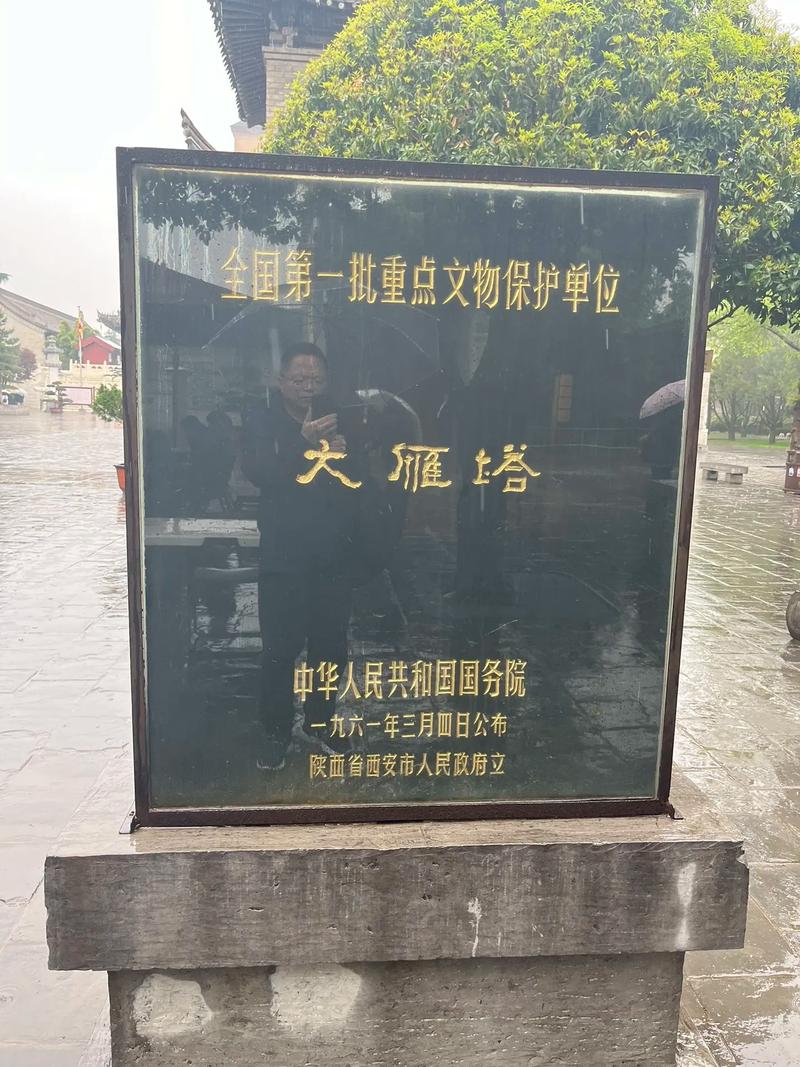 全国第一批重点文物保护单位
大雁塔
中华人民共和国国务院
一九六一年三月四日公布
陕西省西安市人民政府立